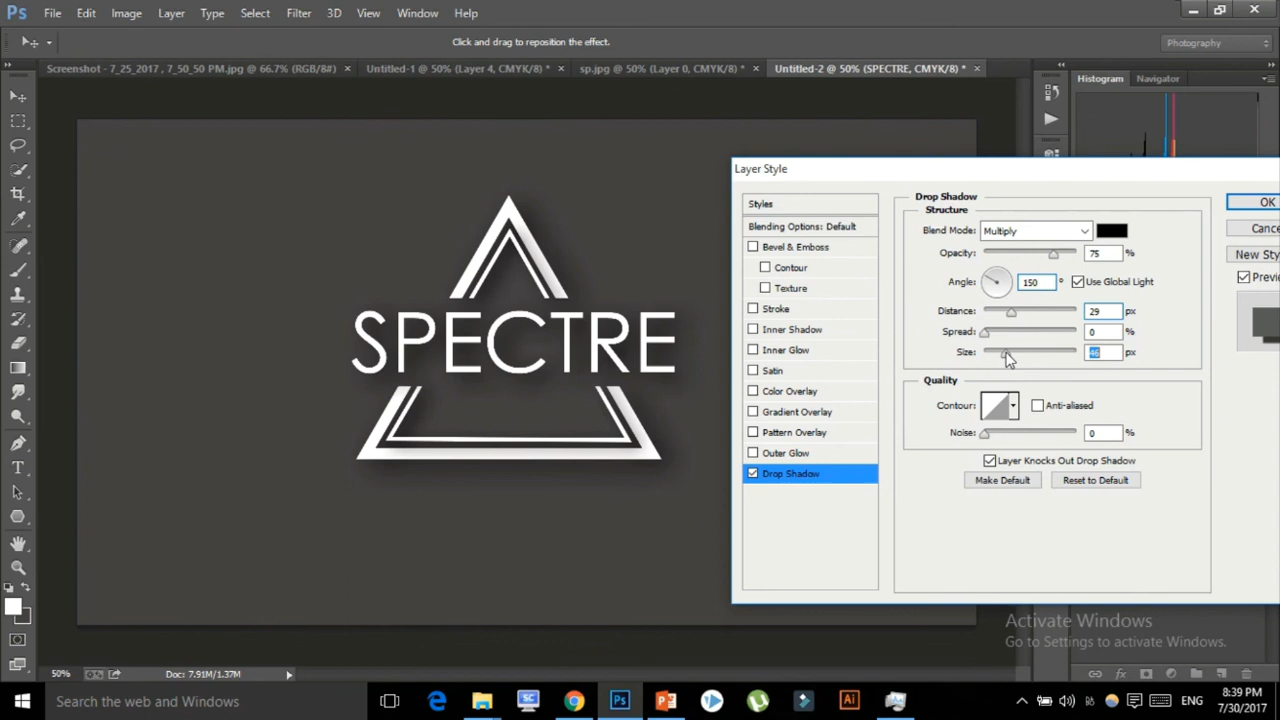 Ps File Edit Image Layer Type Select Filter 3D View Window Help
Click and drag to reposition the effect.
Photography
Screenshot - 7_25_2017 , 7_50_50 PM.jpg @ 66.7% (RGB/8#) ×
Untitled-1 @ 50% (Layer 4, CMYK/8) * ×
sp.jpg @ 50% (Layer 0, CMYK/8) * ×
Untitled-2 @ 50% (SPECTRE, CMYK/8) * ×
Histogram Navigator
SPECTRE
Layer Style
Styles
Blending Options: Default
Bevel & Emboss
Contour
Texture
Stroke
Inner Shadow
Inner Glow
Satin
Color Overlay
Gradient Overlay
Pattern Overlay
Outer Glow
Drop Shadow
Drop Shadow
Structure
Blend Mode: Multiply
Opacity: 75 %
Angle: 150 ° Use Global Light
Distance: 29 px
Spread: 0 %
Size: 46 px
Quality
Contour: Anti-aliased
Noise: 0 %
Layer Knocks Out Drop Shadow
Make Default Reset to Default
OK
Cance
New Sty
Previe
Activate Windows
Go to Settings to activate Windows.
50% Doc: 7.91M/1.37M
Search the web and Windows
SC
Ps
Ai
ENG
8:39 PM
7/30/2017